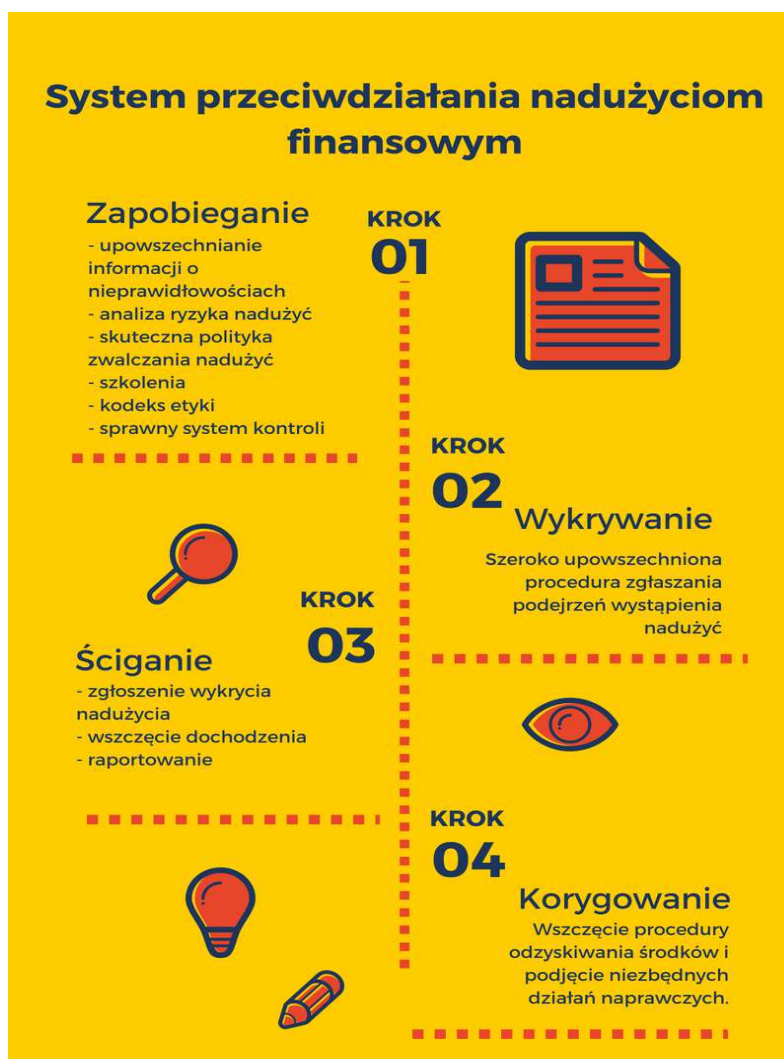 System przeciwdziałania nadużyciom
finansowym
Zapobieganie
- upowszechnianie
informacji o
nieprawidłowościach
- analiza ryzyka nadużyć
- skuteczna polityka
zwalczania nadużyć
- szkolenia
- kodeks etyki
- sprawny system kontroli
KROK
01
KROK
02
Wykrywanie
Szeroko upowszechniona
procedura zgłaszania
podejrzeń wystąpienia
nadużyć
KROK
03
Ściganie
- zgłoszenie wykrycia
nadużycia
- wszczęcie dochodzenia
- raportowanie
KROK
04
Korygowanie
Wszczęcie procedury
odzyskiwania środków i
podjęcie niezbędnych
działań naprawczych.